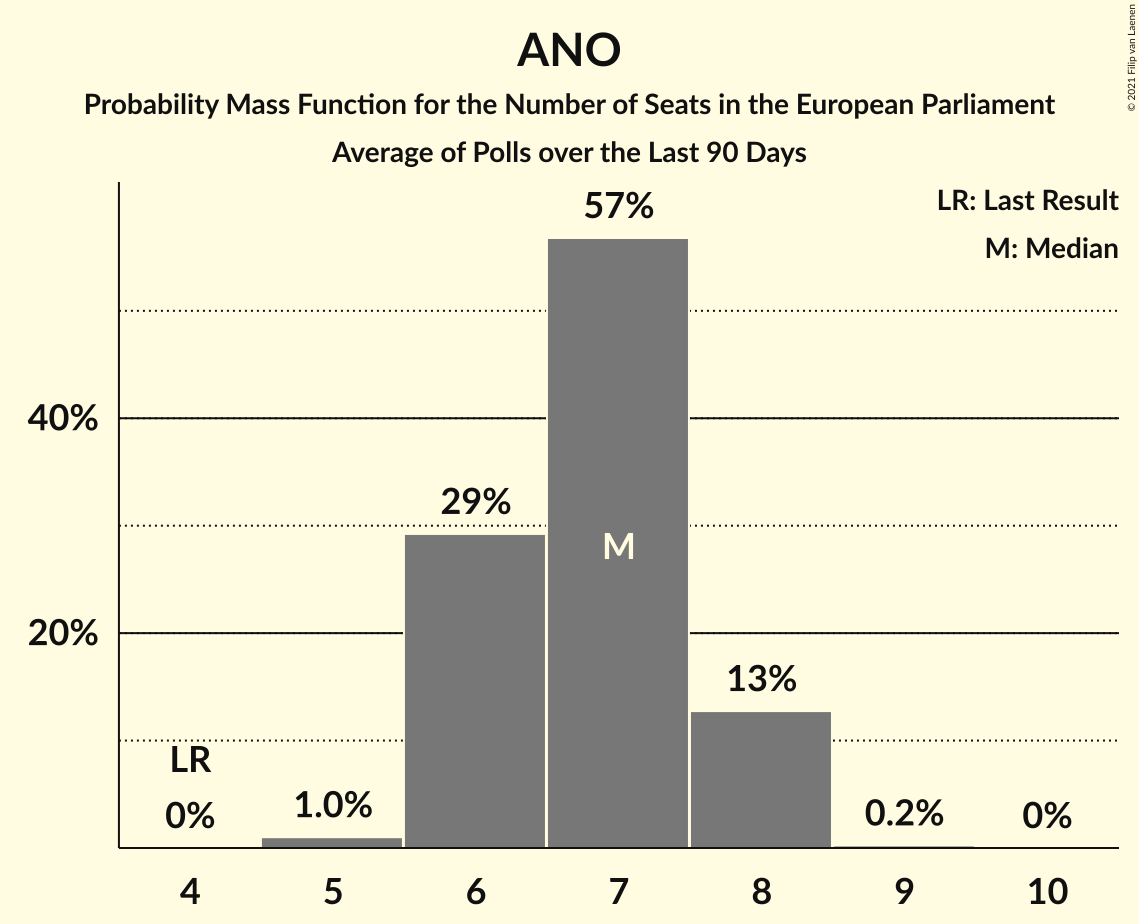 ANO
Probability Mass Function for the Number of Seats in the European Parliament
Average of Polls over the Last 90 Days
© 2021 Filip van Laenen
LR: Last Result
M: Median
57%
40%
29%
M
20%
13%
LR
0%
1.0%
0.2%
0%
4 5 6 7 8 9 10